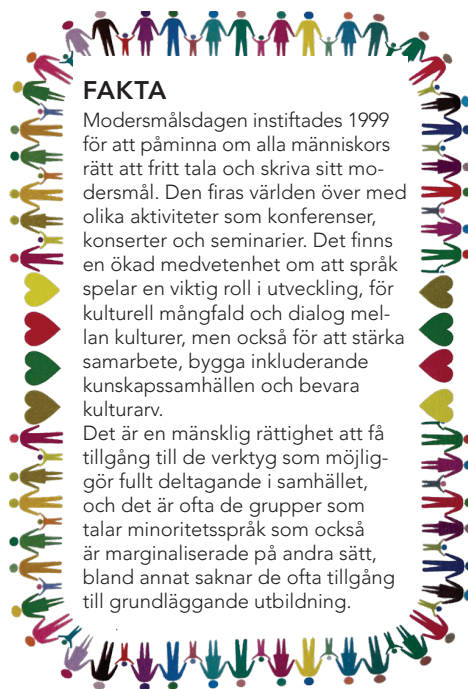 FAKTA
Modersmålsdagen instiftades 1999
för att påminna om alla människors
rätt att fritt tala och skriva sitt mo-
dersmål. Den firas världen över med
olika aktiviteter som konferenser,
konserter och seminarier. Det finns
en ökad medvetenhet om att språk
spelar en viktig roll i utveckling, för
kulturell mångfald och dialog mel-
lan kulturer, men också för att stärka
samarbete, bygga inkluderande
kunskapssamhällen och bevara
kulturarv.
Det är en mänsklig rättighet att få
tillgång till de verktyg som möjlig-
gör fullt deltagande i samhället,
och det är ofta de grupper som
talar minoritetsspråk som också
är marginaliserade på andra sätt,
bland annat saknar de ofta tillgång
till grundläggande utbildning.